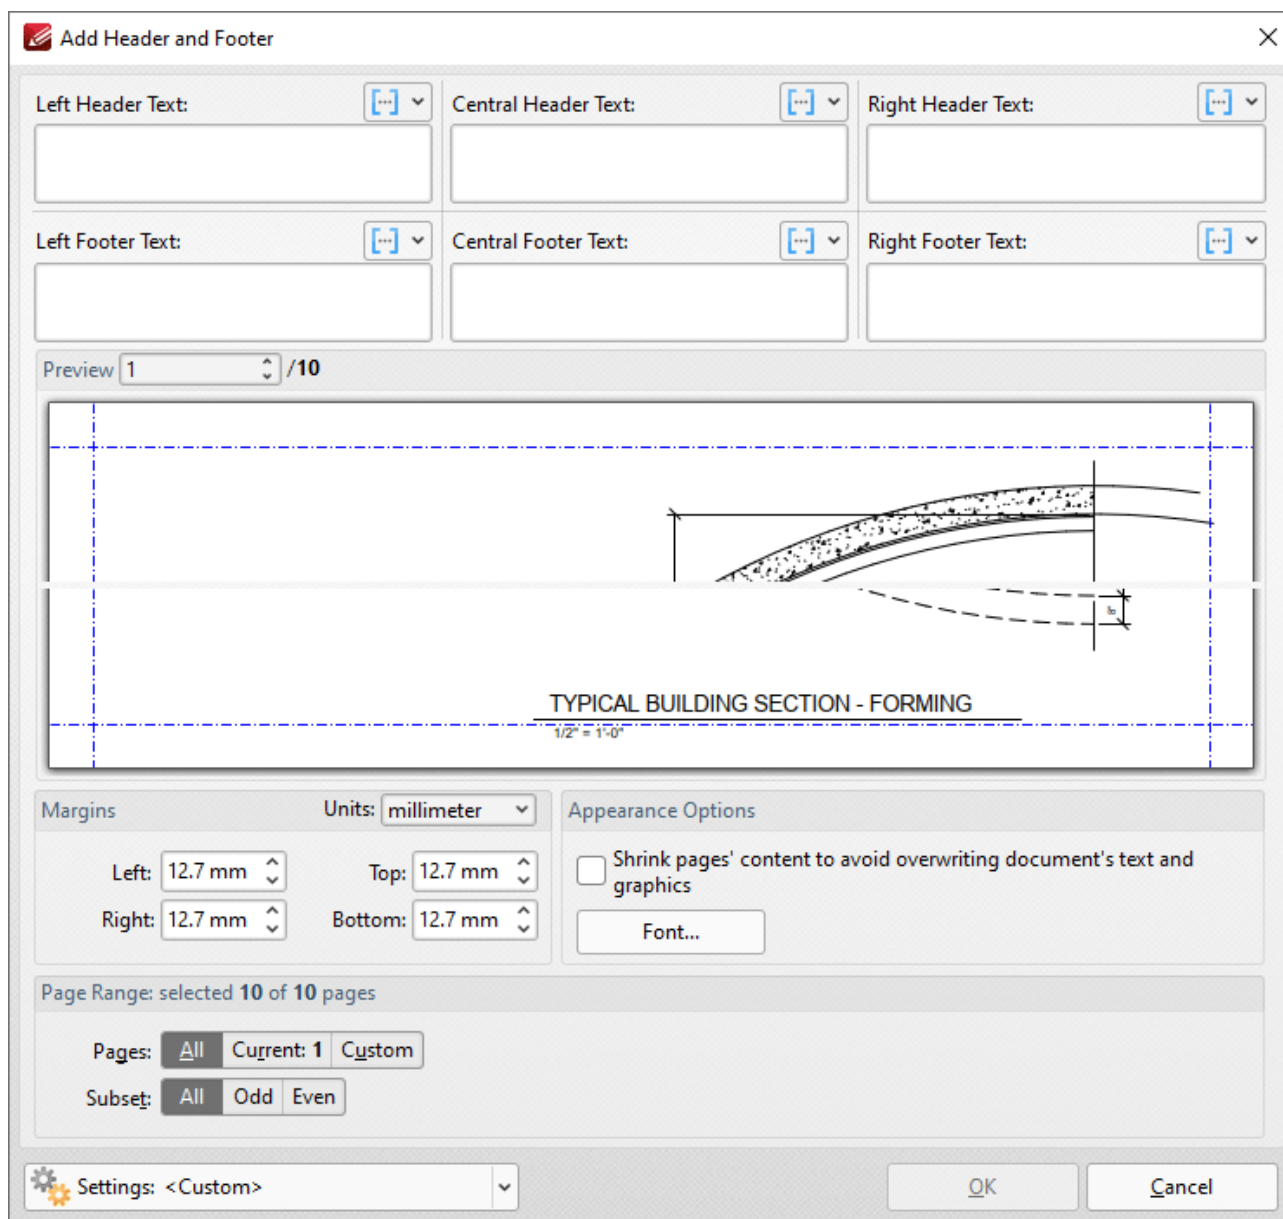 Add Header and Footer
Left Header Text:
Central Header Text:
Right Header Text:
Left Footer Text:
Central Footer Text:
Right Footer Text:
Preview 1 /10
8"
TYPICAL BUILDING SECTION - FORMING
1/2" = 1'-0"
Margins
Units: millimeter
Left: 12.7 mm
Top: 12.7 mm
Right: 12.7 mm
Bottom: 12.7 mm
Appearance Options
Shrink pages' content to avoid overwriting document's text and
graphics
Font...
Page Range: selected 10 of 10 pages
Pages: All Current: 1 Custom
Subset: All Odd Even
Settings: <Custom>
OK
Cancel